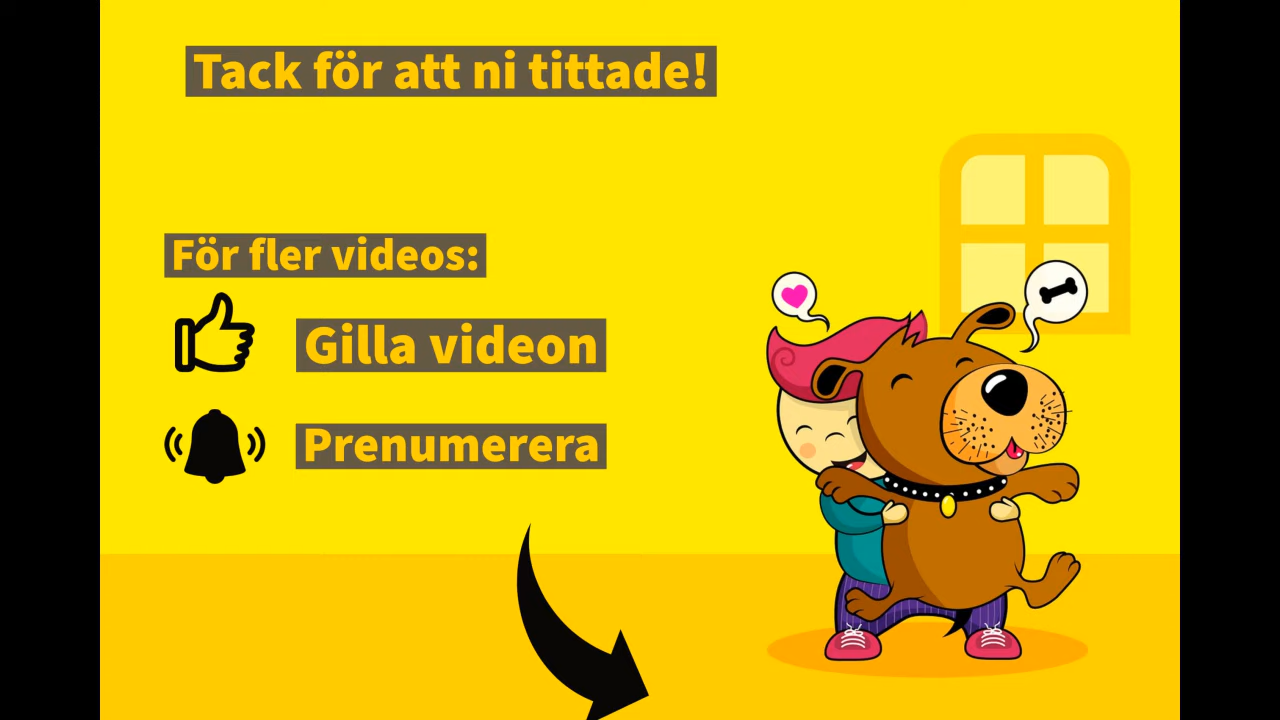 Tack för att ni tittade!
För fler videos:
Gilla videon
Prenumerera